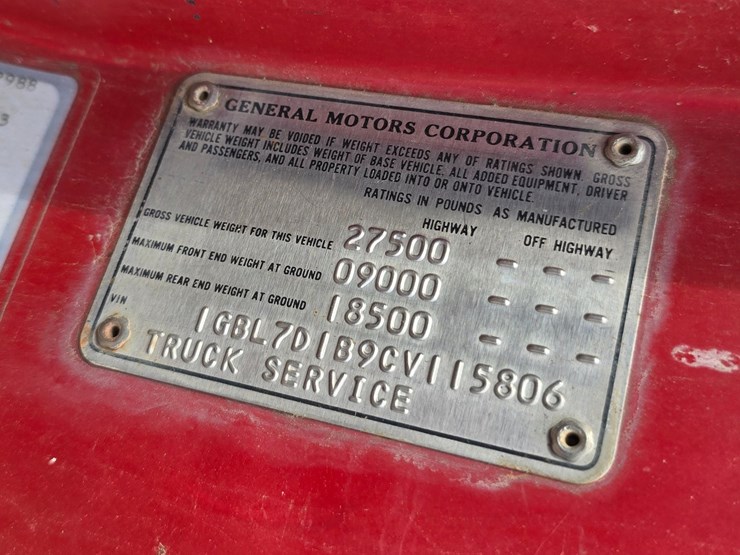 988
3
GENERAL MOTORS CORPORATION
WARRANTY MAY BE VOIDED IF WEIGHT EXCEEDS ANY OF RATINGS SHOWN. GROSS
VEHICLE WEIGHT INCLUDES WEIGHT OF BASE VEHICLE, ALL ADDED EQUIPMENT, DRIVER
AND PASSENGERS, AND ALL PROPERTY LOADED INTO OR ONTO VEHICLE.
RATINGS IN POUNDS AS MANUFACTURED
HIGHWAY OFF HIGHWAY
GROSS VEHICLE WEIGHT FOR THIS VEHICLE 27500 - - -
MAXIMUM FRONT END WEIGHT AT GROUND 09000 - - -
MAXIMUM REAR END WEIGHT AT GROUND 18500 - - -
VIN 1GBL7D1B9CV115806
TRUCK SERVICE